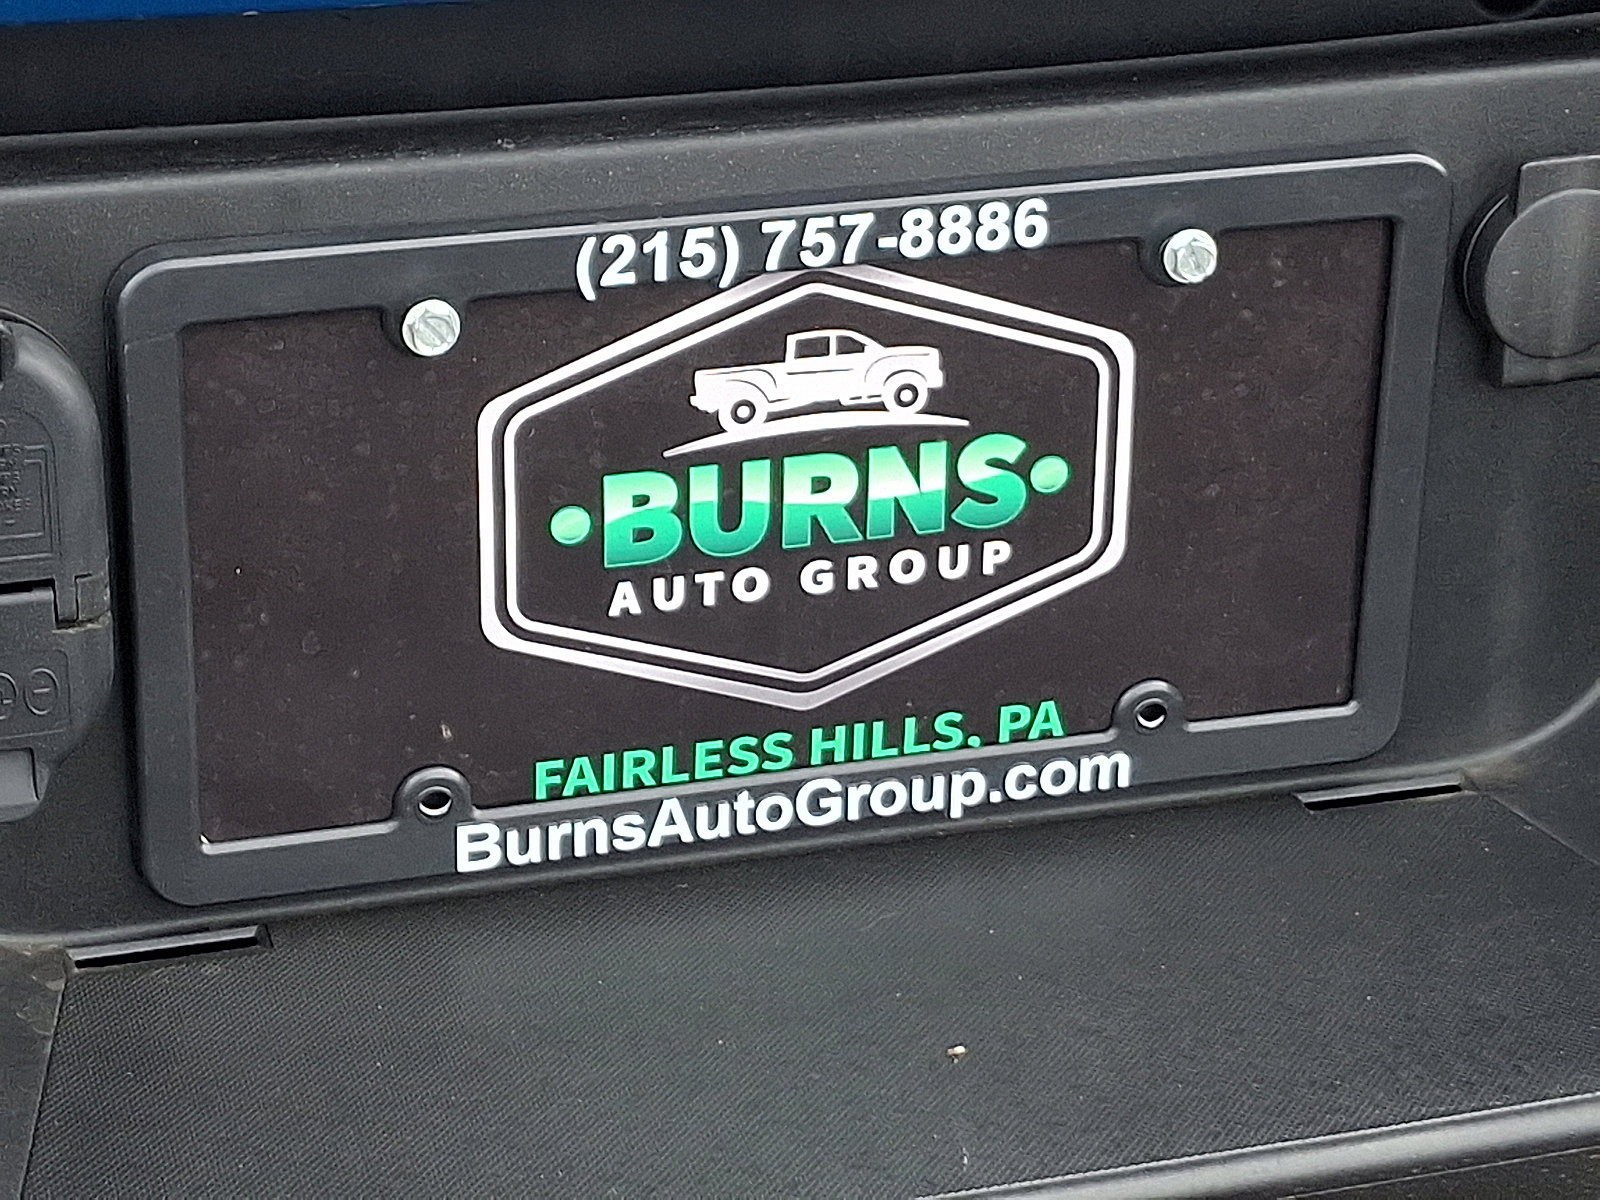 (215) 757-8886
BURNS
AUTO GROUP
FAIRLESS HILLS, PA
BurnsAutoGroup.com